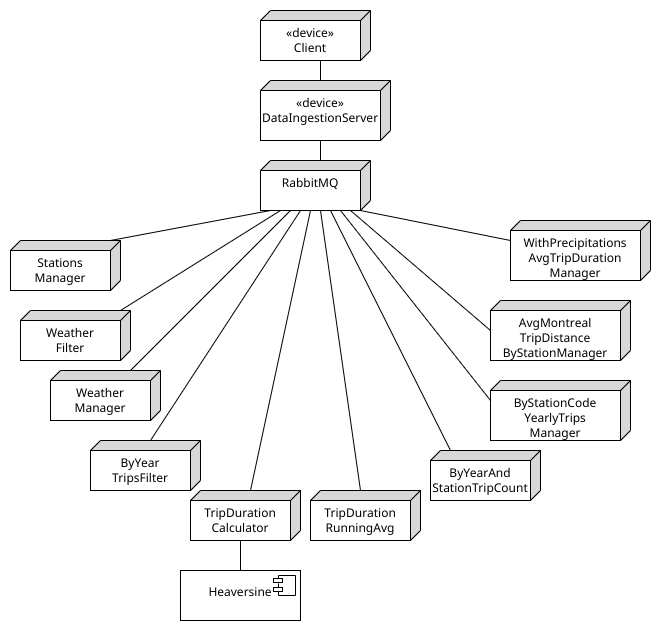 «device»
Client
«device»
DataIngestionServer
RabbitMQ
WithPrecipitations
AvgTripDuration
Manager
Stations
Manager
AvgMontreal
TripDistance
ByStationManager
Weather
Filter
Weather
Manager
ByStationCode
YearlyTrips
Manager
ByYear
TripsFilter
ByYearAnd
StationTripCount
TripDuration
Calculator
TripDuration
RunningAvg
Heaversine